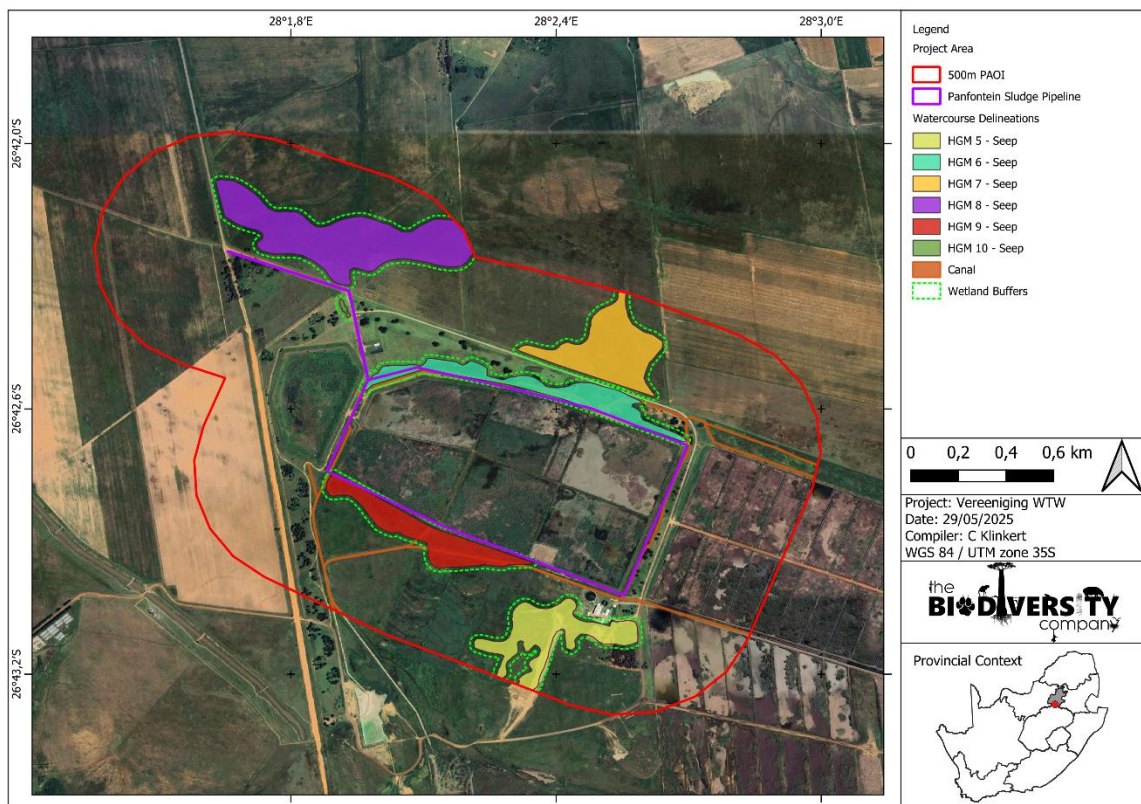 28°1,8'E 28°2,4'E 28°3,0'E
26°42,0'S
26°42,6'S
26°43,2'S
Legend
Project Area
500m PAOI
Panfontein Sludge Pipeline
Watercourse Delineations
HGM 5 - Seep
HGM 6 - Seep
HGM 7 - Seep
HGM 8 - Seep
HGM 9 - Seep
HGM 10 - Seep
Canal
Wetland Buffers
0 0,2 0,4 0,6 km
Project: Vereeniging WTW
Date: 29/05/2025
Compiler: C Klinkert
WGS 84 / UTM zone 35S
the
BIODIVERSITY
company
Provincial Context